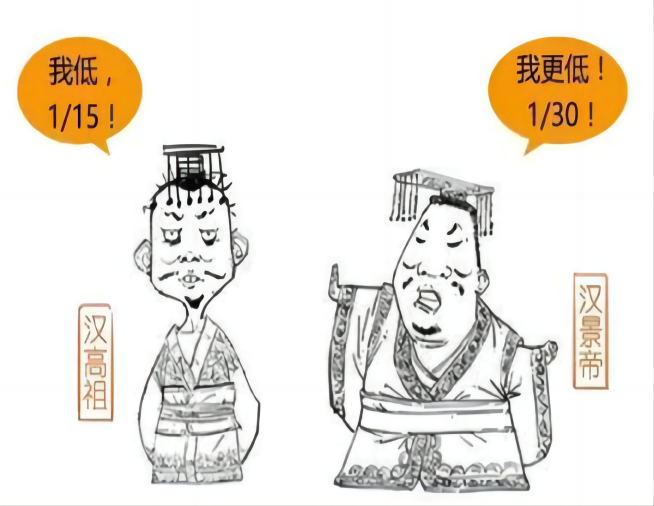 我低，
1/15！
我更低！
1/30！
汉高祖
汉景帝